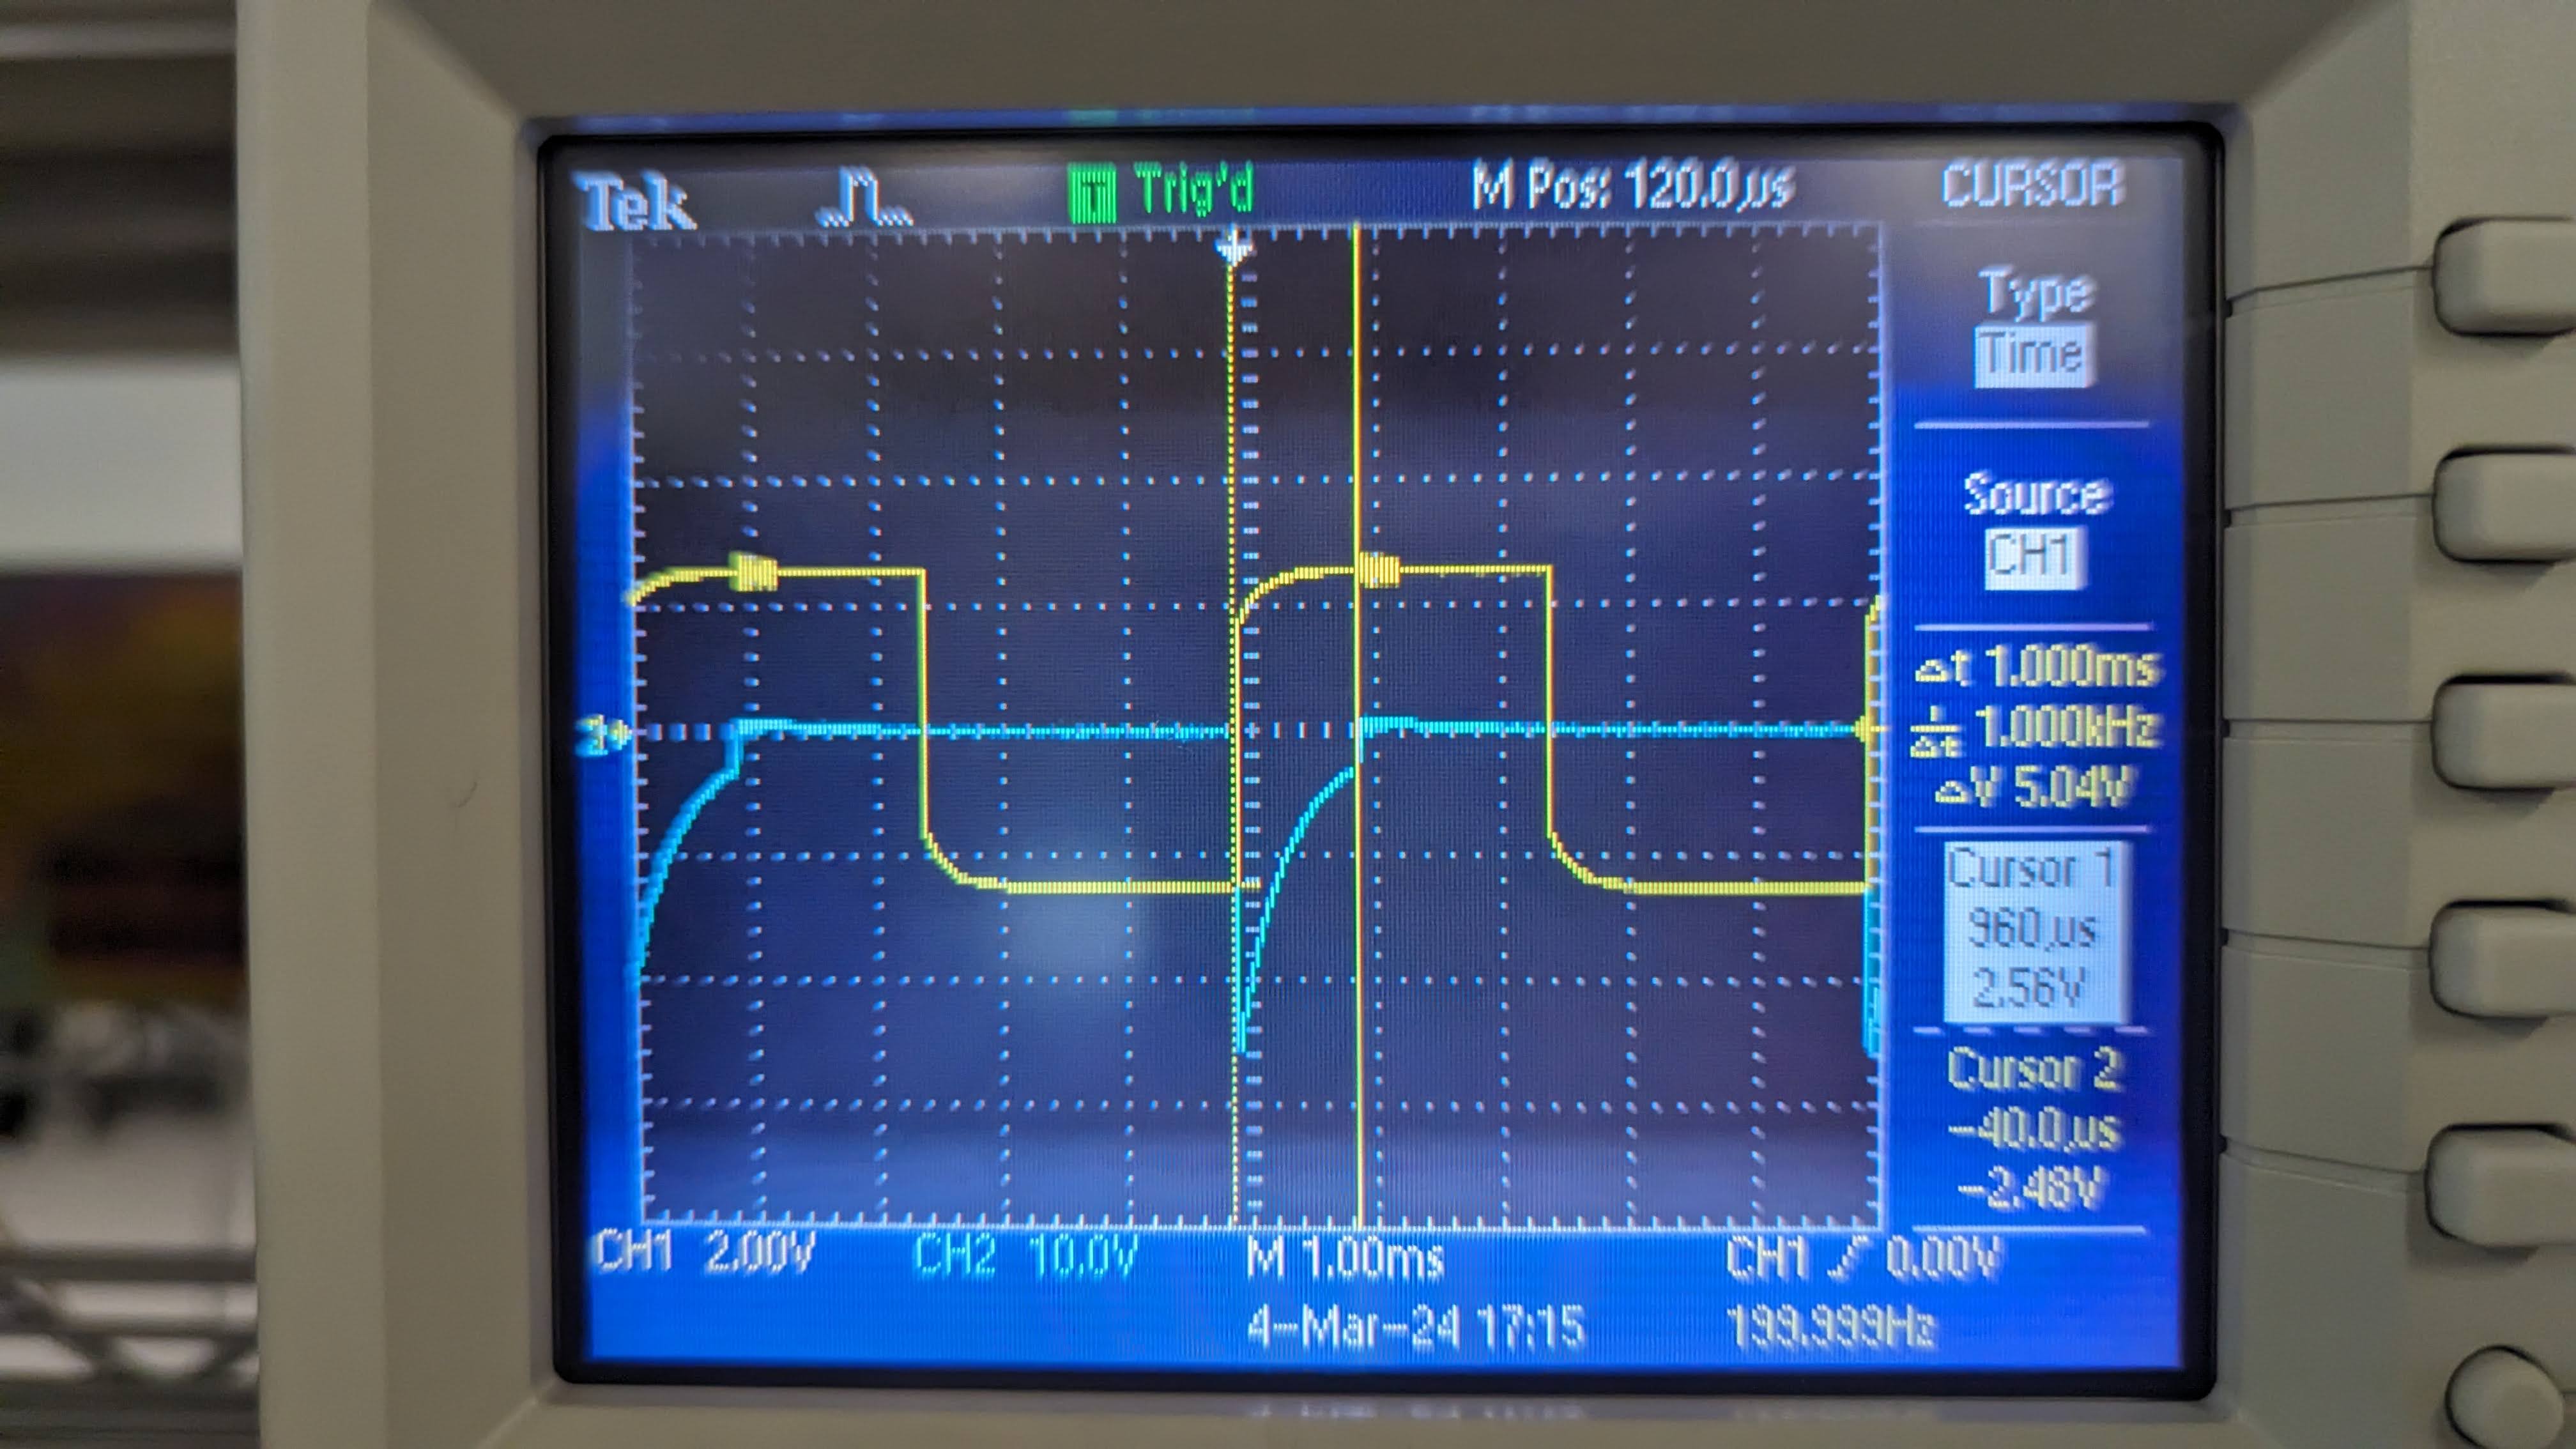 Tek T Trig'd M Pos: 120.0µs CURSOR
Type
Time
Source
CH1
Δt 1.000ms
1/Δt 1.000kHz
ΔV 5.04V
Cursor 1
960µs
2.56V
Cursor 2
-40.0µs
-2.48V
CH1 2.00V CH2 10.0V M 1.00ms CH1 0.00V
4-Mar-24 17:15 199.999Hz